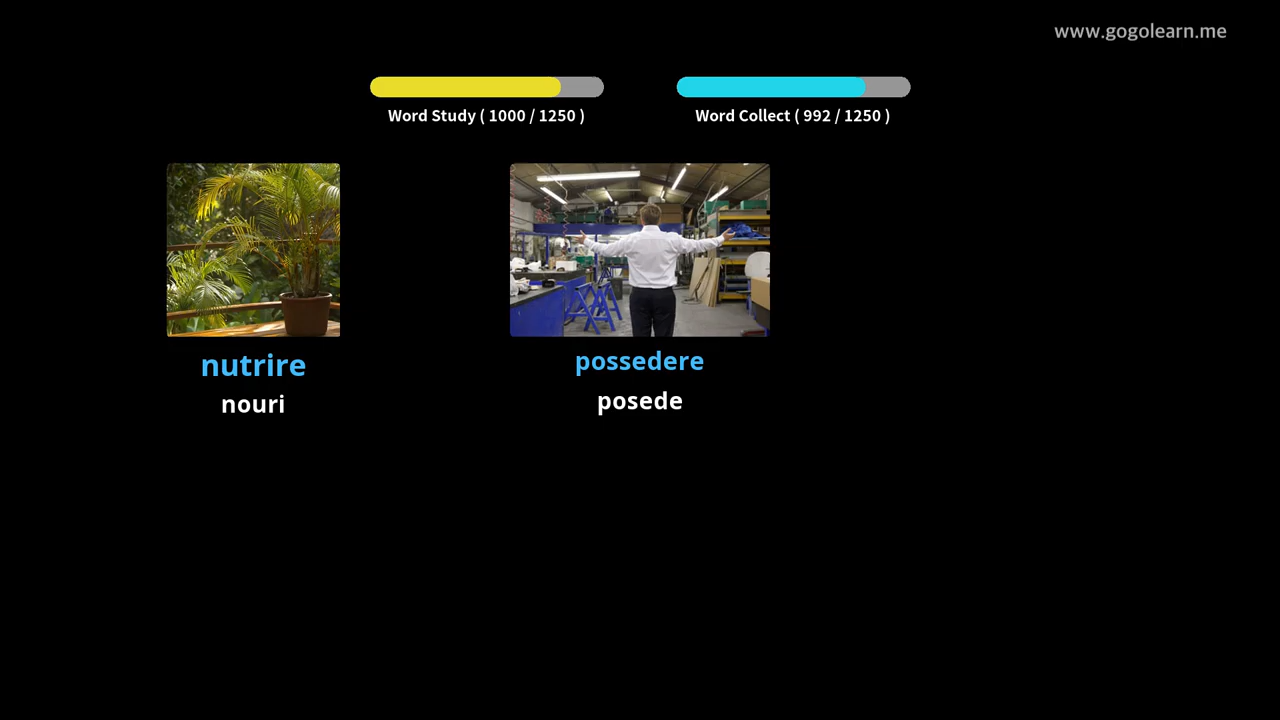 www.gogolearn.me
Word Study ( 1000 / 1250 )
Word Collect ( 992 / 1250 )
nutrire
nouri
possedere
posede